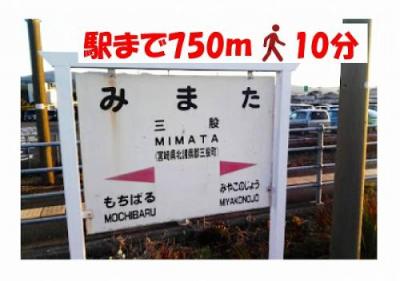 駅まで750m 10分
みまた
三股
MIMATA
(宮崎県北諸県郡三股町)
もちばる
MOCHIBARU
みやこのじょう
MIYAKONOJO